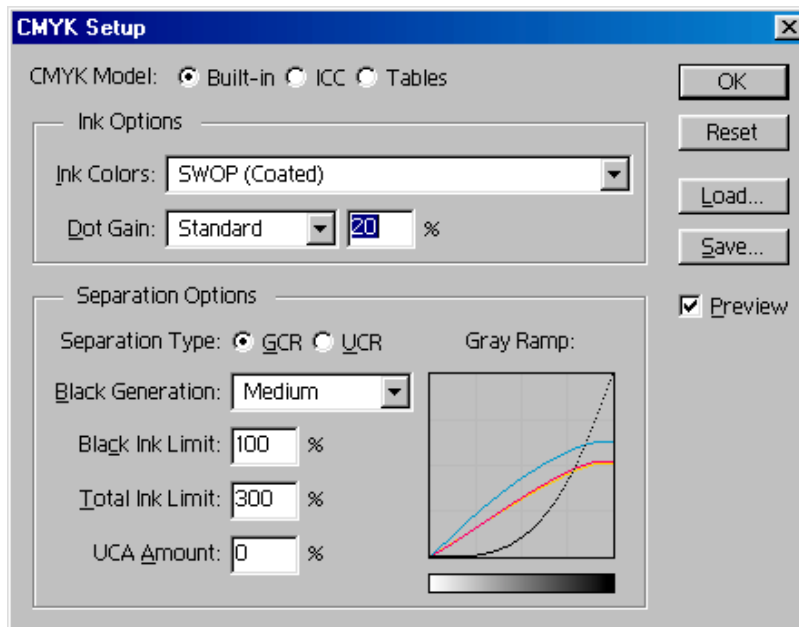 CMYK Setup
CMYK Model: Built-in ICC Tables
OK
Ink Options
Reset
Ink Colors: SWOP (Coated)
Load...
Dot Gain: Standard 20 %
Save...
Separation Options
Preview
Separation Type: GCR UCR
Gray Ramp:
Black Generation: Medium
Black Ink Limit: 100 %
Total Ink Limit: 300 %
UCA Amount: 0 %